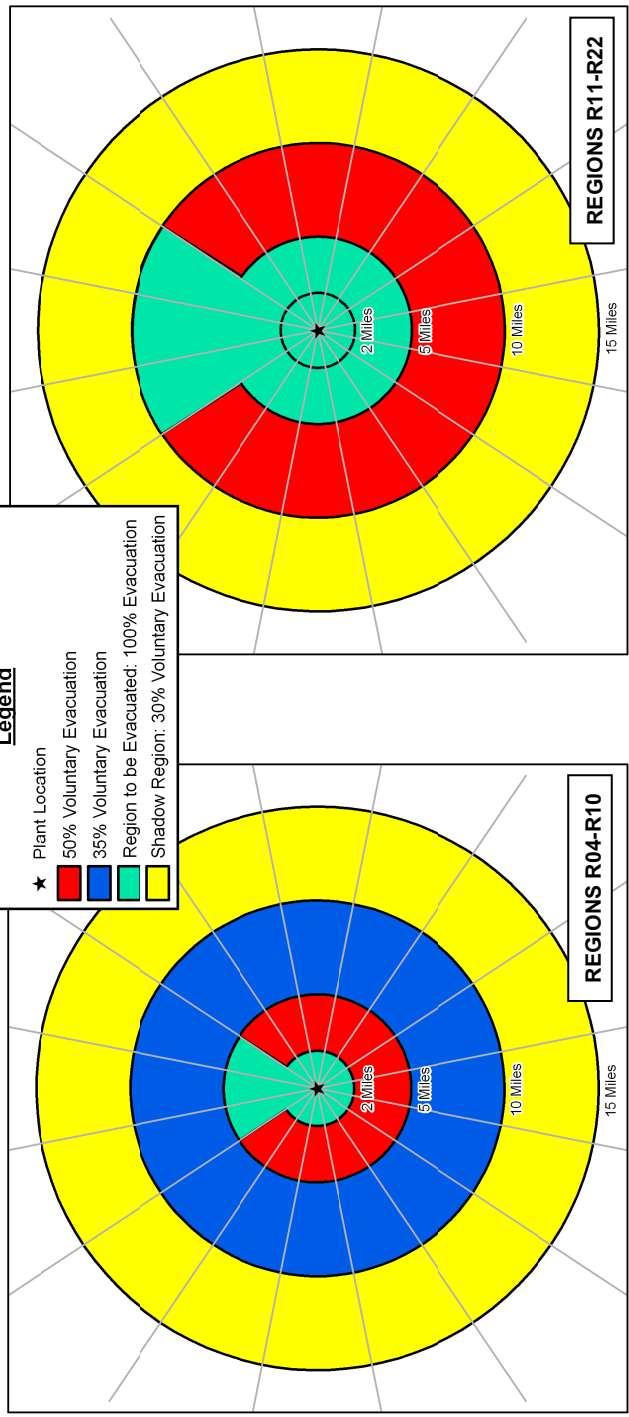 Legend
Plant Location
50% Voluntary Evacuation
35% Voluntary Evacuation
Region to be Evacuated: 100% Evacuation
Shadow Region: 30% Voluntary Evacuation
2 Miles
5 Miles
10 Miles
15 Miles
REGIONS R04-R10
2 Miles
5 Miles
10 Miles
15 Miles
REGIONS R11-R22